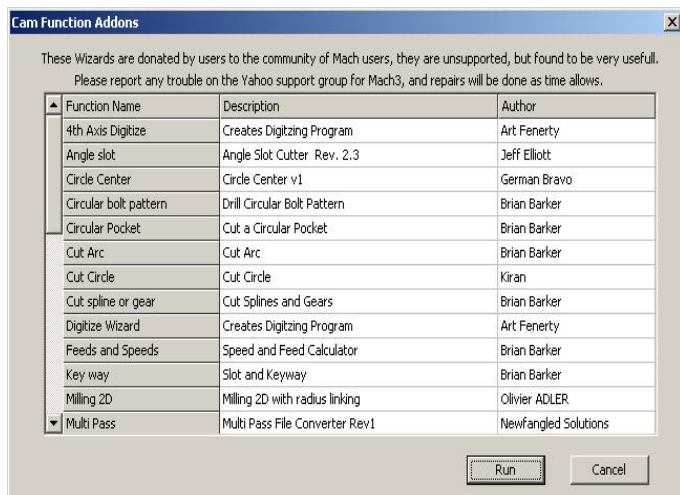 Cam Function Addons
These Wizards are donated by users to the community of Mach users, they are unsupported, but found to be very usefull.
Please report any trouble on the Yahoo support group for Mach3, and repairs will be done as time allows.
Function Name Description Author
4th Axis Digitize Creates Digitzing Program Art Fenerty
Angle slot Angle Slot Cutter Rev. 2.3 Jeff Elliott
Circle Center Circle Center v1 German Bravo
Circular bolt pattern Drill Circular Bolt Pattern Brian Barker
Circular Pocket Cut a Circular Pocket Brian Barker
Cut Arc Cut Arc Brian Barker
Cut Circle Cut Circle Kiran
Cut spline or gear Cut Splines and Gears Brian Barker
Digitize Wizard Creates Digitzing Program Art Fenerty
Feeds and Speeds Speed and Feed Calculator Brian Barker
Key way Slot and Keyway Brian Barker
Milling 2D Milling 2D with radius linking Olivier ADLER
Multi Pass Multi Pass File Converter Rev1 Newfangled Solutions
Run Cancel